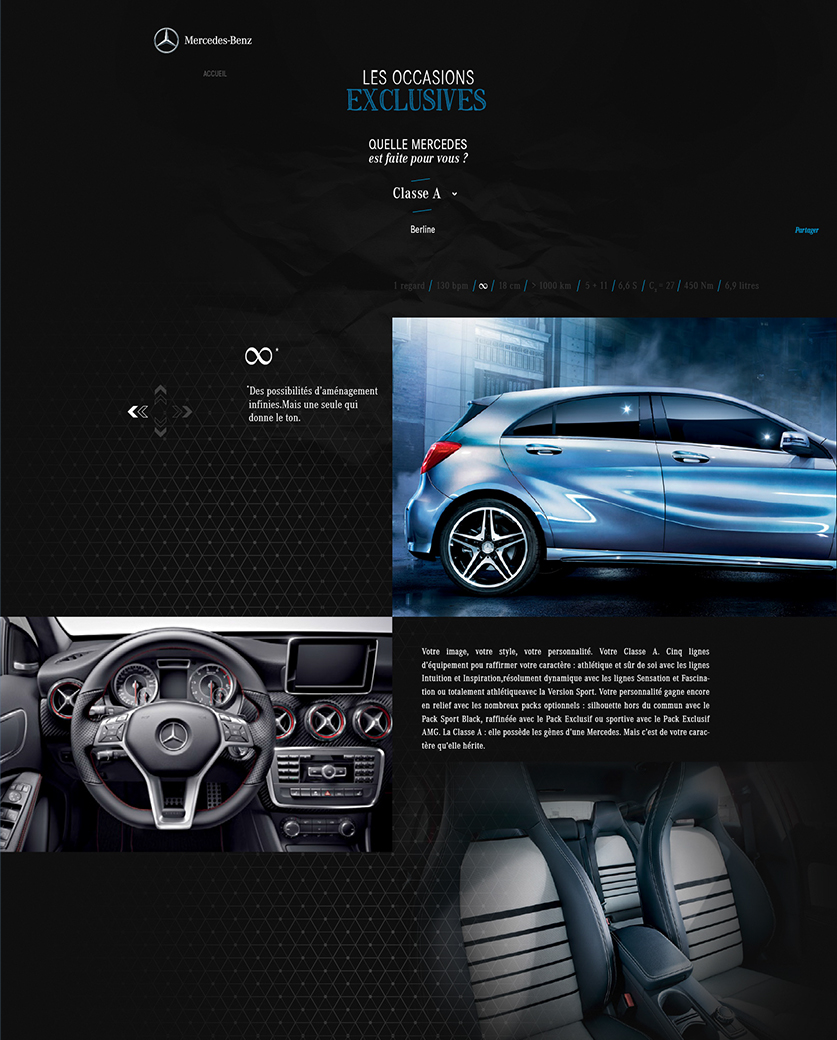 Mercedes-Benz
ACCUEIL
LES OCCASIONS
EXCLUSIVES
QUELLE MERCEDES
est faite pour vous ?
Classe A
Berline
Partager
1 regard / 130 bpm / ∞ / 18 cm / > 1000 km / 5 + 11 / 6,6 S / Cx = 27 / 450 Nm / 6,9 litres
∞*
*Des possibilités d'aménagement
infinies.Mais une seule qui
donne le ton.
Votre image, votre style, votre personnalité. Votre Classe A. Cinq lignes
d'équipement pou raffirmer votre caractère : athlétique et sûr de soi avec les lignes
Intuition et Inspiration,résolument dynamique avec les lignes Sensation et Fascina-
tion ou totalement athlétiqueavec la Version Sport. Votre personnalité gagne encore
en relief avec les nombreux packs optionnels : silhouette hors du commun avec le
Pack Sport Black, raffinéée avec le Pack Exclusif ou sportive avec le Pack Exclusif
AMG. La Classe A : elle possède les gènes d'une Mercedes. Mais c'est de votre carac-
tère qu'elle hérite.